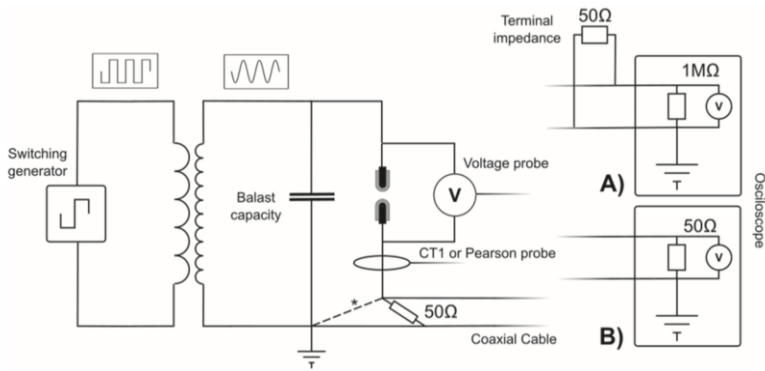 Terminal
impedance
50Ω
1MΩ
V
A)
Switching
generator
Balast
capacity
Voltage probe
V
CT1 or Pearson probe
*
50Ω
Coaxial Cable
50Ω
V
B)
Osciloscope